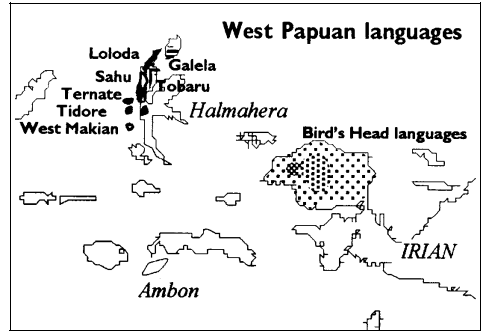 West Papuan languages
Loloda
Galela
Sahu
Tobaru
Ternate
Tidore
Halmahera
West Makian
Bird's Head languages
IRIAN
Ambon